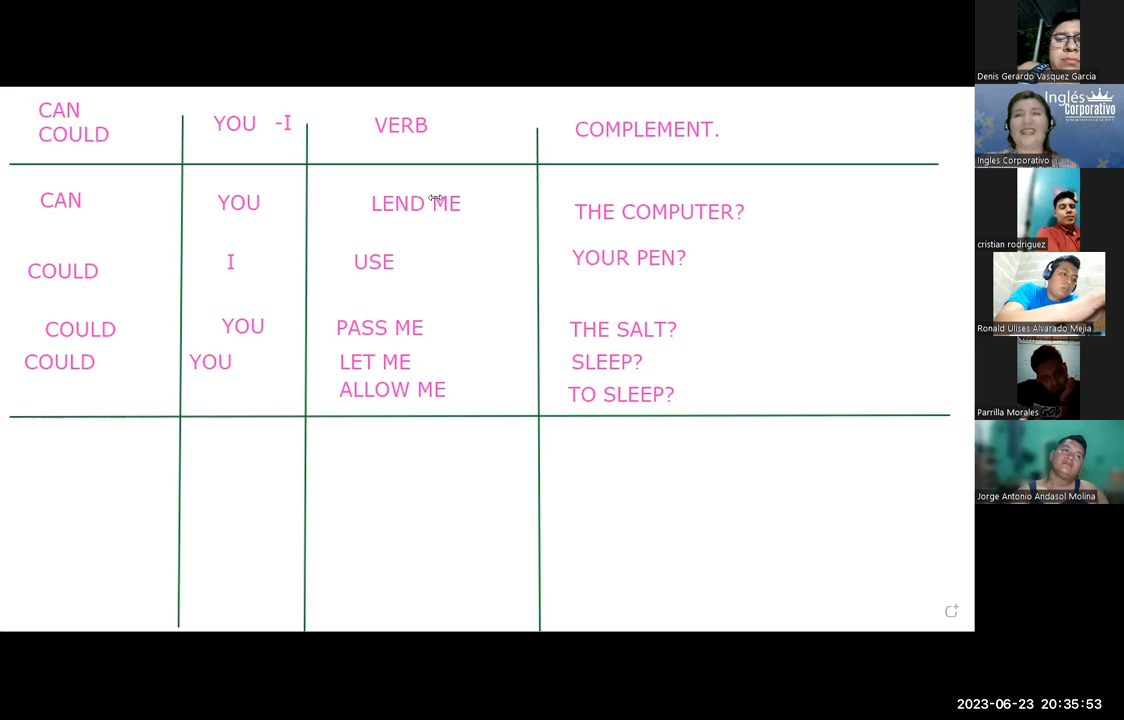 CAN
COULD
YOU -I
VERB
COMPLEMENT.
CAN YOU LEND ME THE COMPUTER?
COULD I USE YOUR PEN?
COULD YOU PASS ME THE SALT?
COULD YOU LET ME SLEEP?
ALLOW ME TO SLEEP?
Denis Gerardo Vasquez Garcia
Inglés
Corporativo
Ingles Corporativo
cristian rodriguez
Ronald Ulises Alvarado Mejia
Parrilla Morales
Jorge Antonio Andasol Molina
2023-06-23 20:35:53